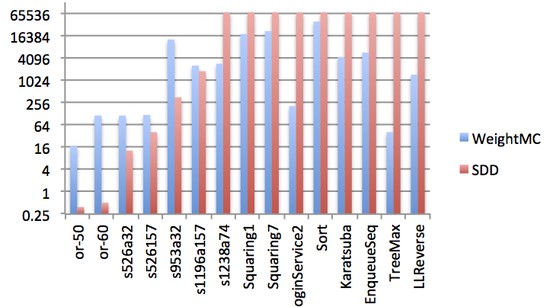 65536
16384
4096
1024
256
64
16
4
1
0.25
WeightMC
SDD
or-50
or-60
s526a32
s526157
s953a32
s1196a157
s1238a74
Squaring1
Squaring7
oginService2
Sort
Karatsuba
EnqueueSeq
TreeMax
LLReverse